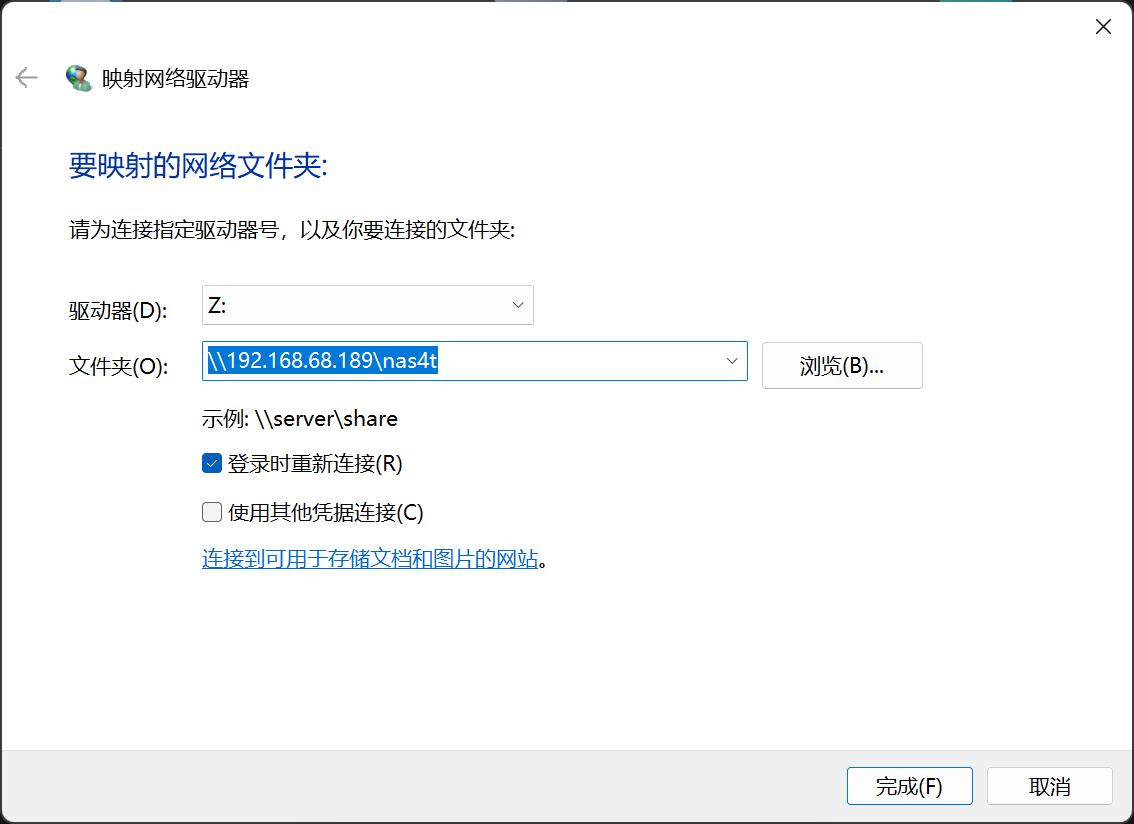 映射网络驱动器
要映射的网络文件夹:
请为连接指定驱动器号，以及你要连接的文件夹:
驱动器(D): Z:
文件夹(O): \\192.168.68.189\nas4t 浏览(B)...
示例: \\server\share
登录时重新连接(R)
使用其他凭据连接(C)
连接到可用于存储文档和图片的网站。
完成(F) 取消